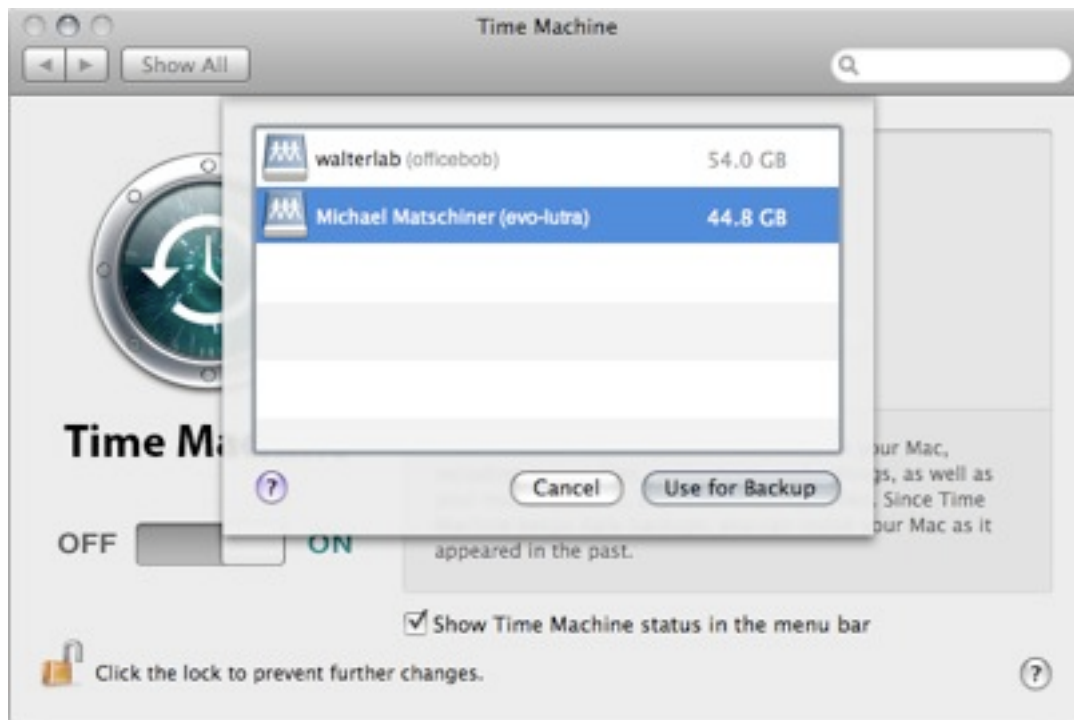 Time Machine
Show All
walterlab (officebob) 54.0 GB
Michael Matschiner (evo-lutra) 44.8 GB
Time Ma
our Mac,
gs, as well as
. Since Time
our Mac as it
appeared in the past.
? Cancel Use for Backup
OFF ON
Show Time Machine status in the menu bar
Click the lock to prevent further changes. ?